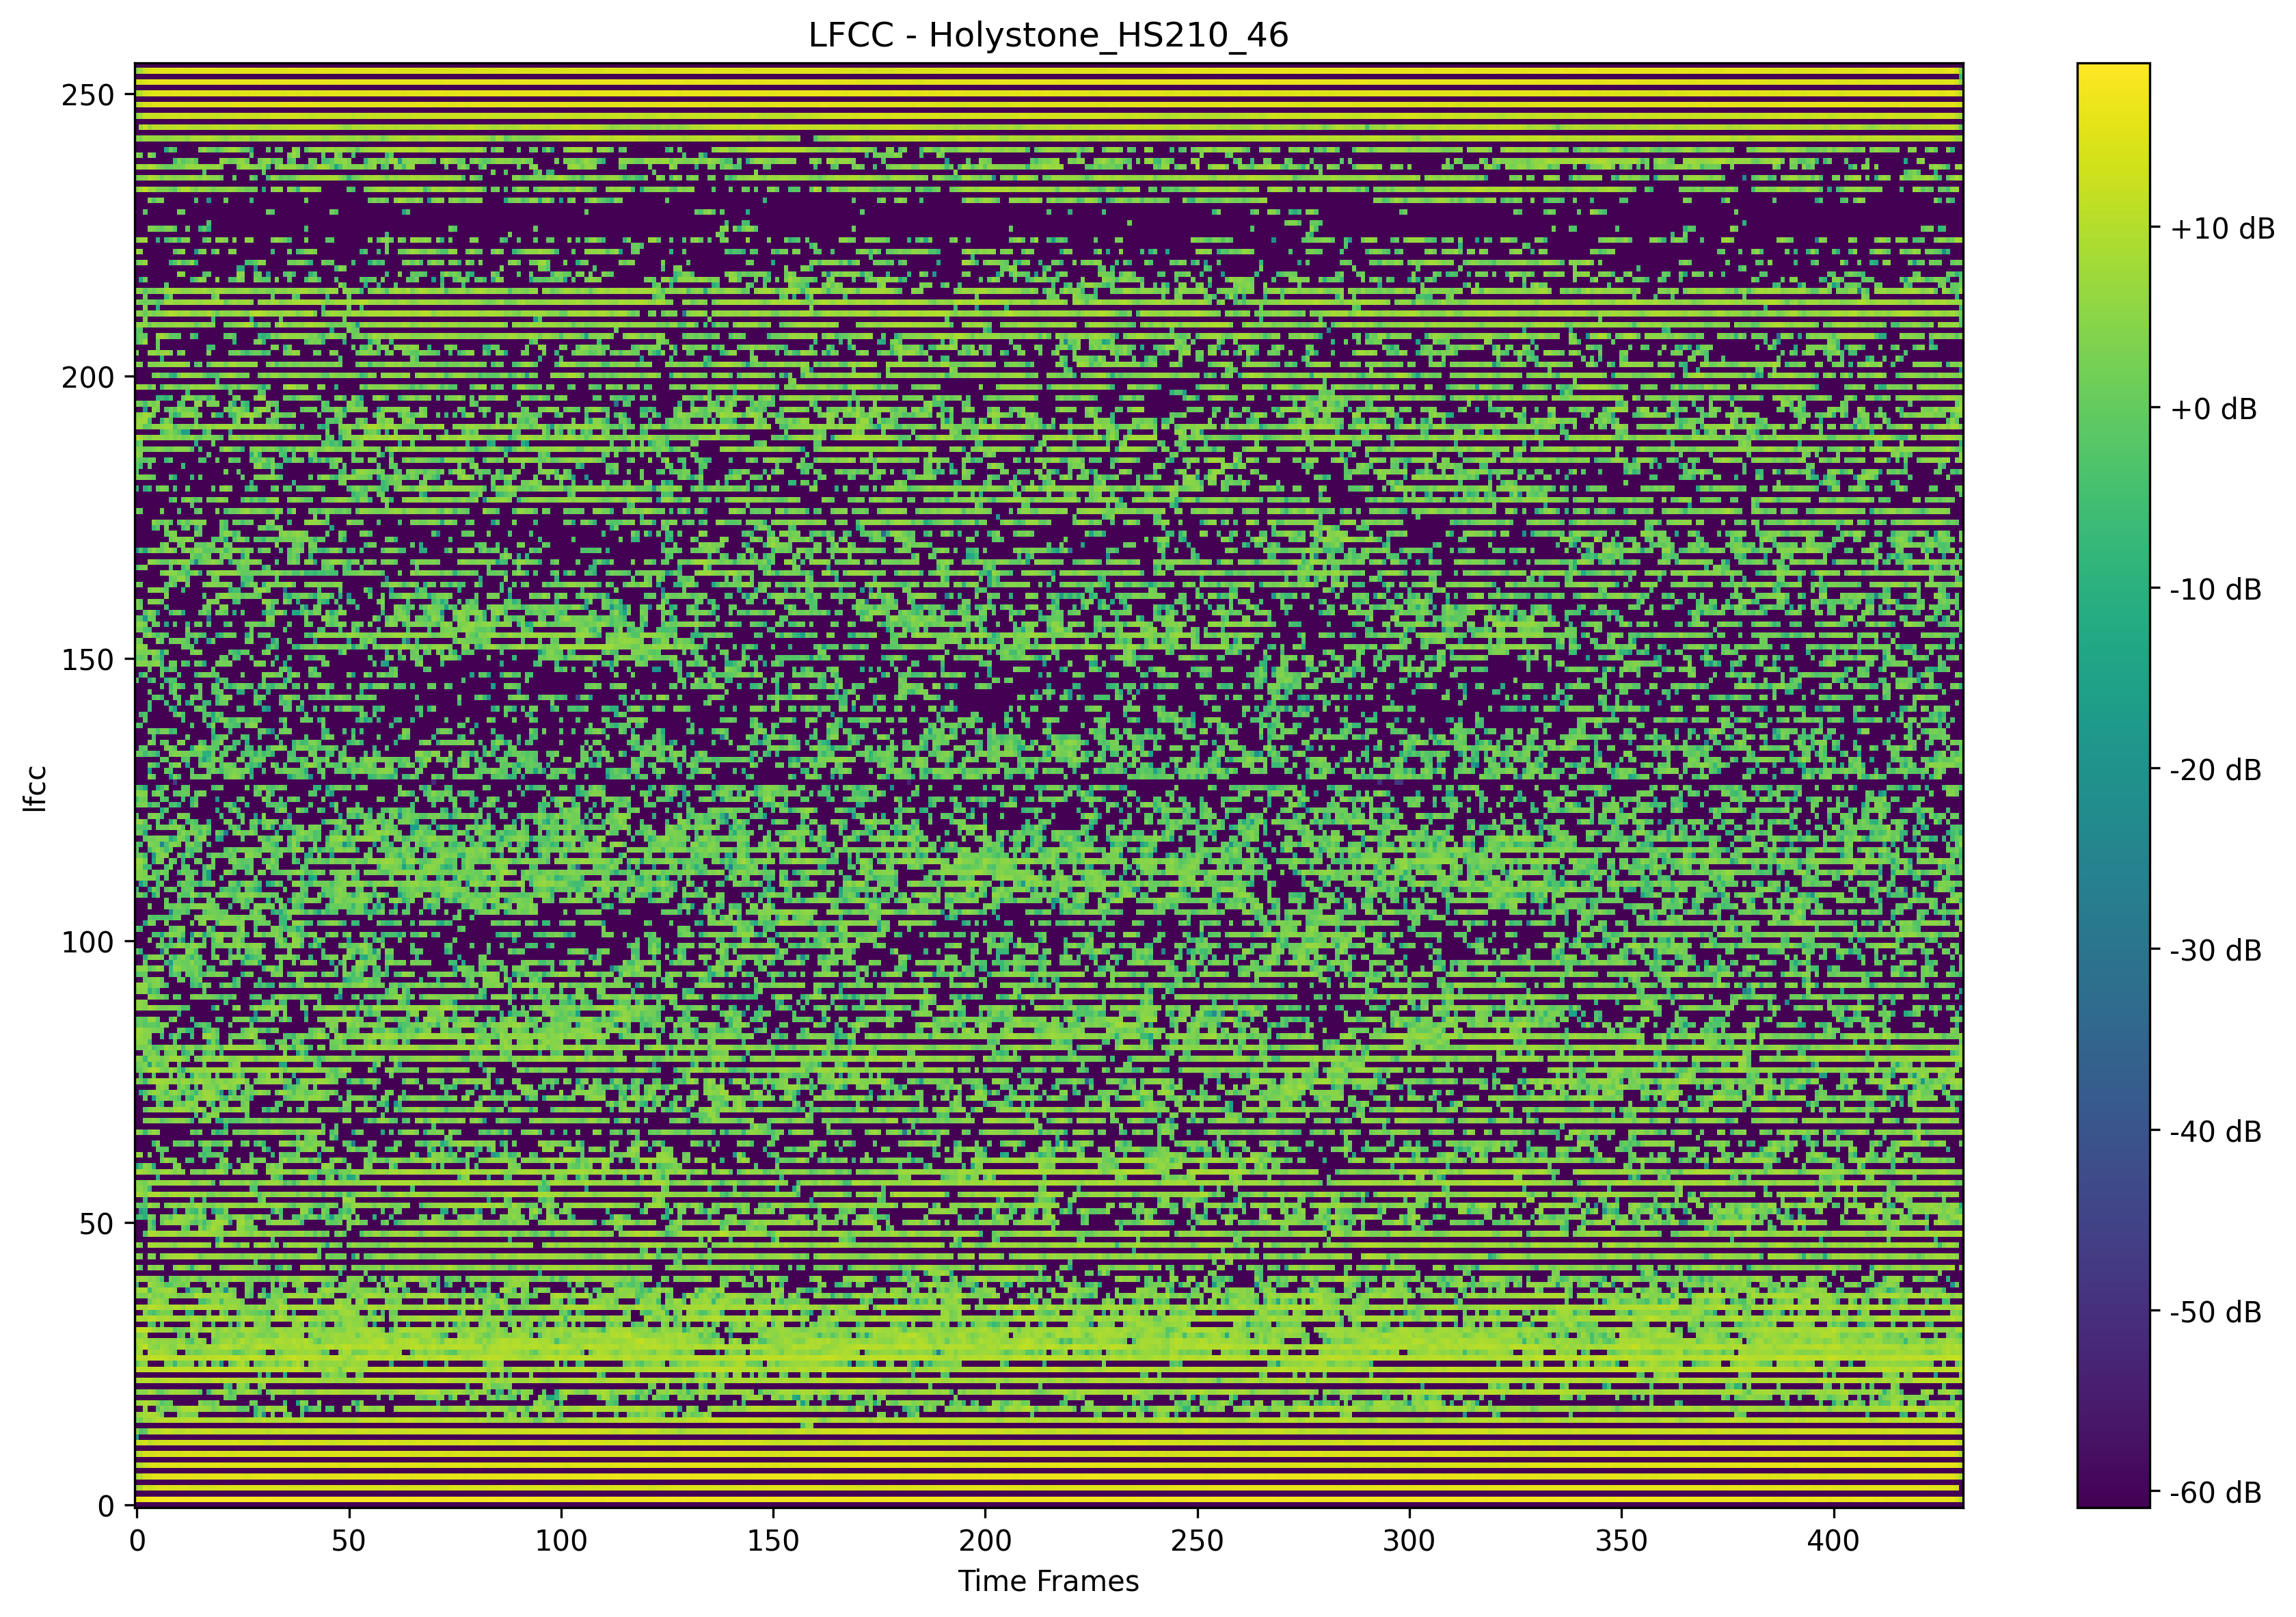 LFCC - Holystone_HS210_46
250
200
150
100
50
0
lfcc
0 50 100 150 200 250 300 350 400
Time Frames
+10 dB
+0 dB
-10 dB
-20 dB
-30 dB
-40 dB
-50 dB
-60 dB